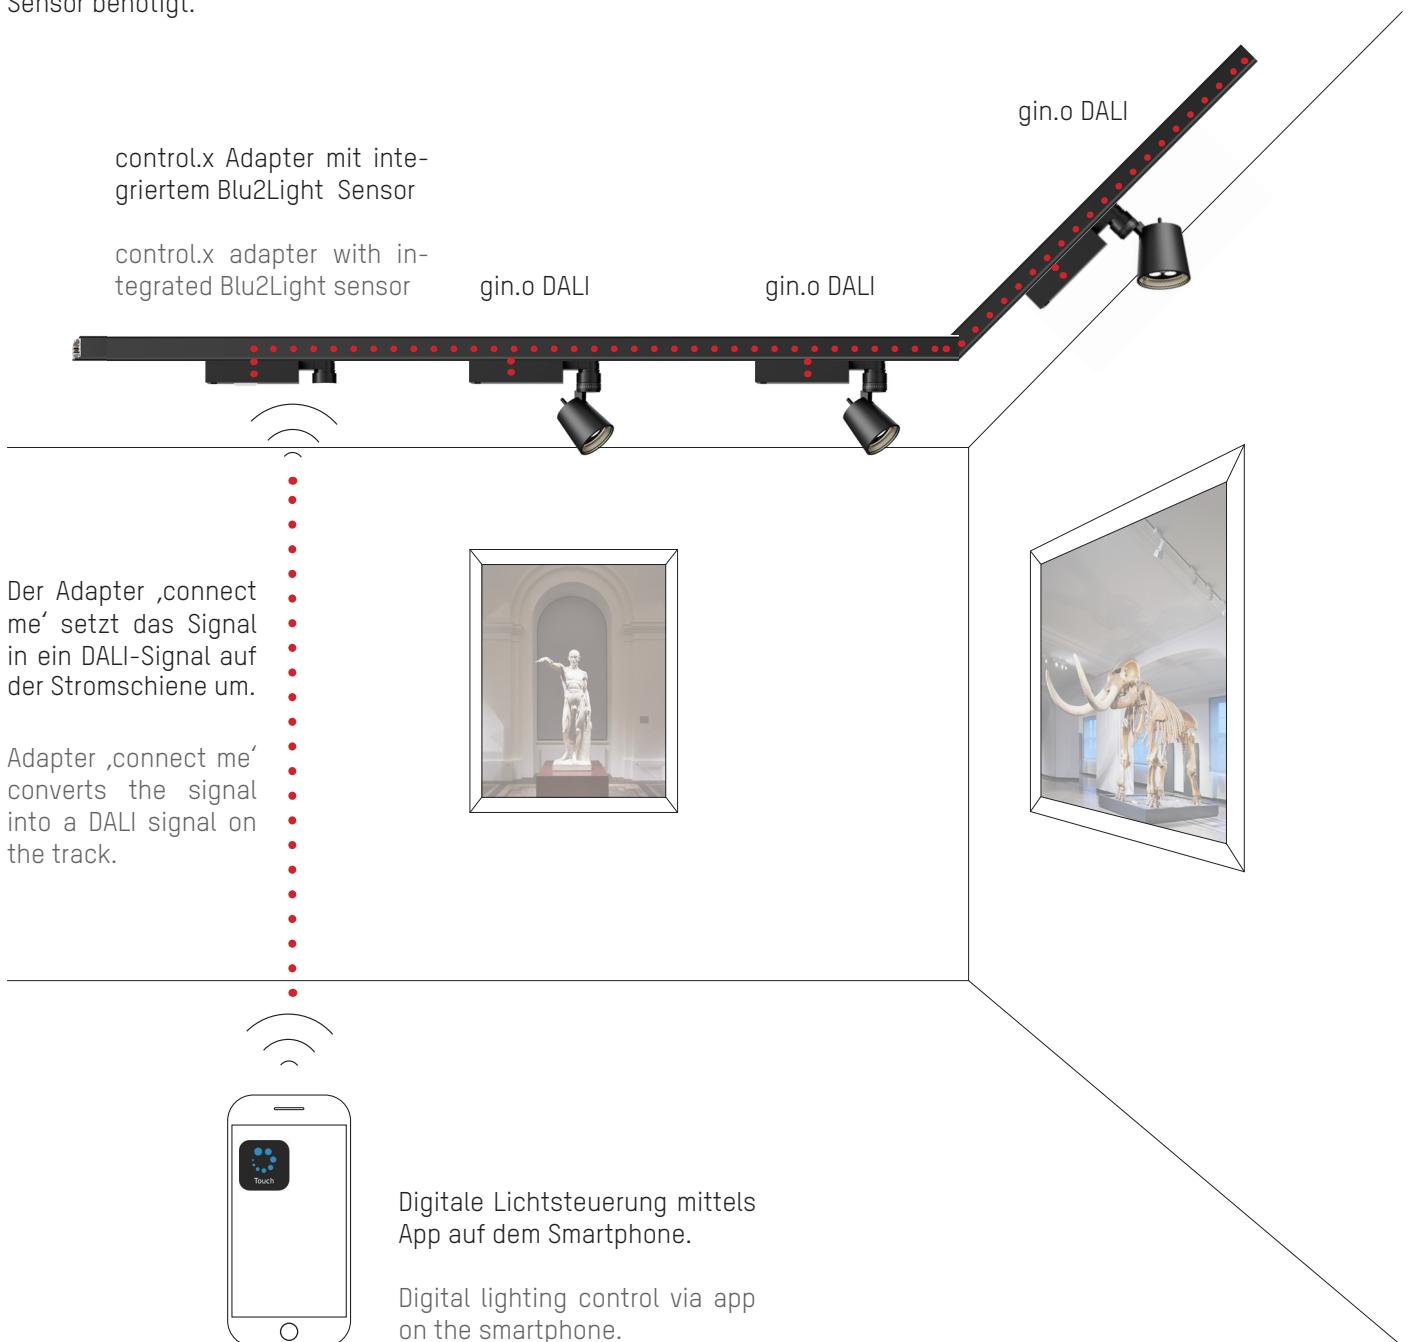 Sensor benötigt.
gin.o DALI
control.x Adapter mit inte-
griertem Blu2Light Sensor
control.x adapter with in-
tegrated Blu2Light sensor
gin.o DALI
gin.o DALI
Der Adapter ‚connect
me‘ setzt das Signal
in ein DALI-Signal auf
der Stromschiene um.
Adapter ‚connect me‘
converts the signal
into a DALI signal on
the track.
Touch
Digitale Lichtsteuerung mittels
App auf dem Smartphone.
Digital lighting control via app
on the smartphone.